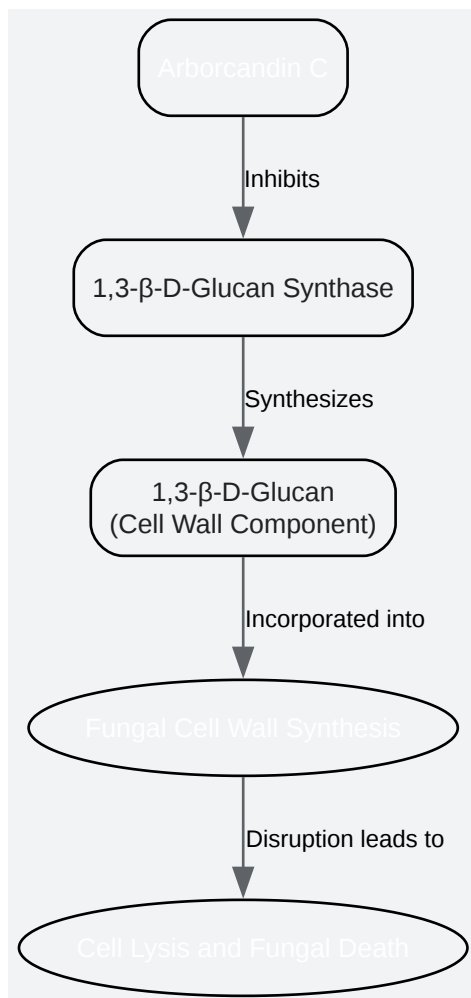 Arborcandin C
Inhibits
1,3-β-D-Glucan Synthase
Synthesizes
1,3-β-D-Glucan
(Cell Wall Component)
Incorporated into
Fungal Cell Wall Synthesis
Disruption leads to
Cell Lysis and Fungal Death